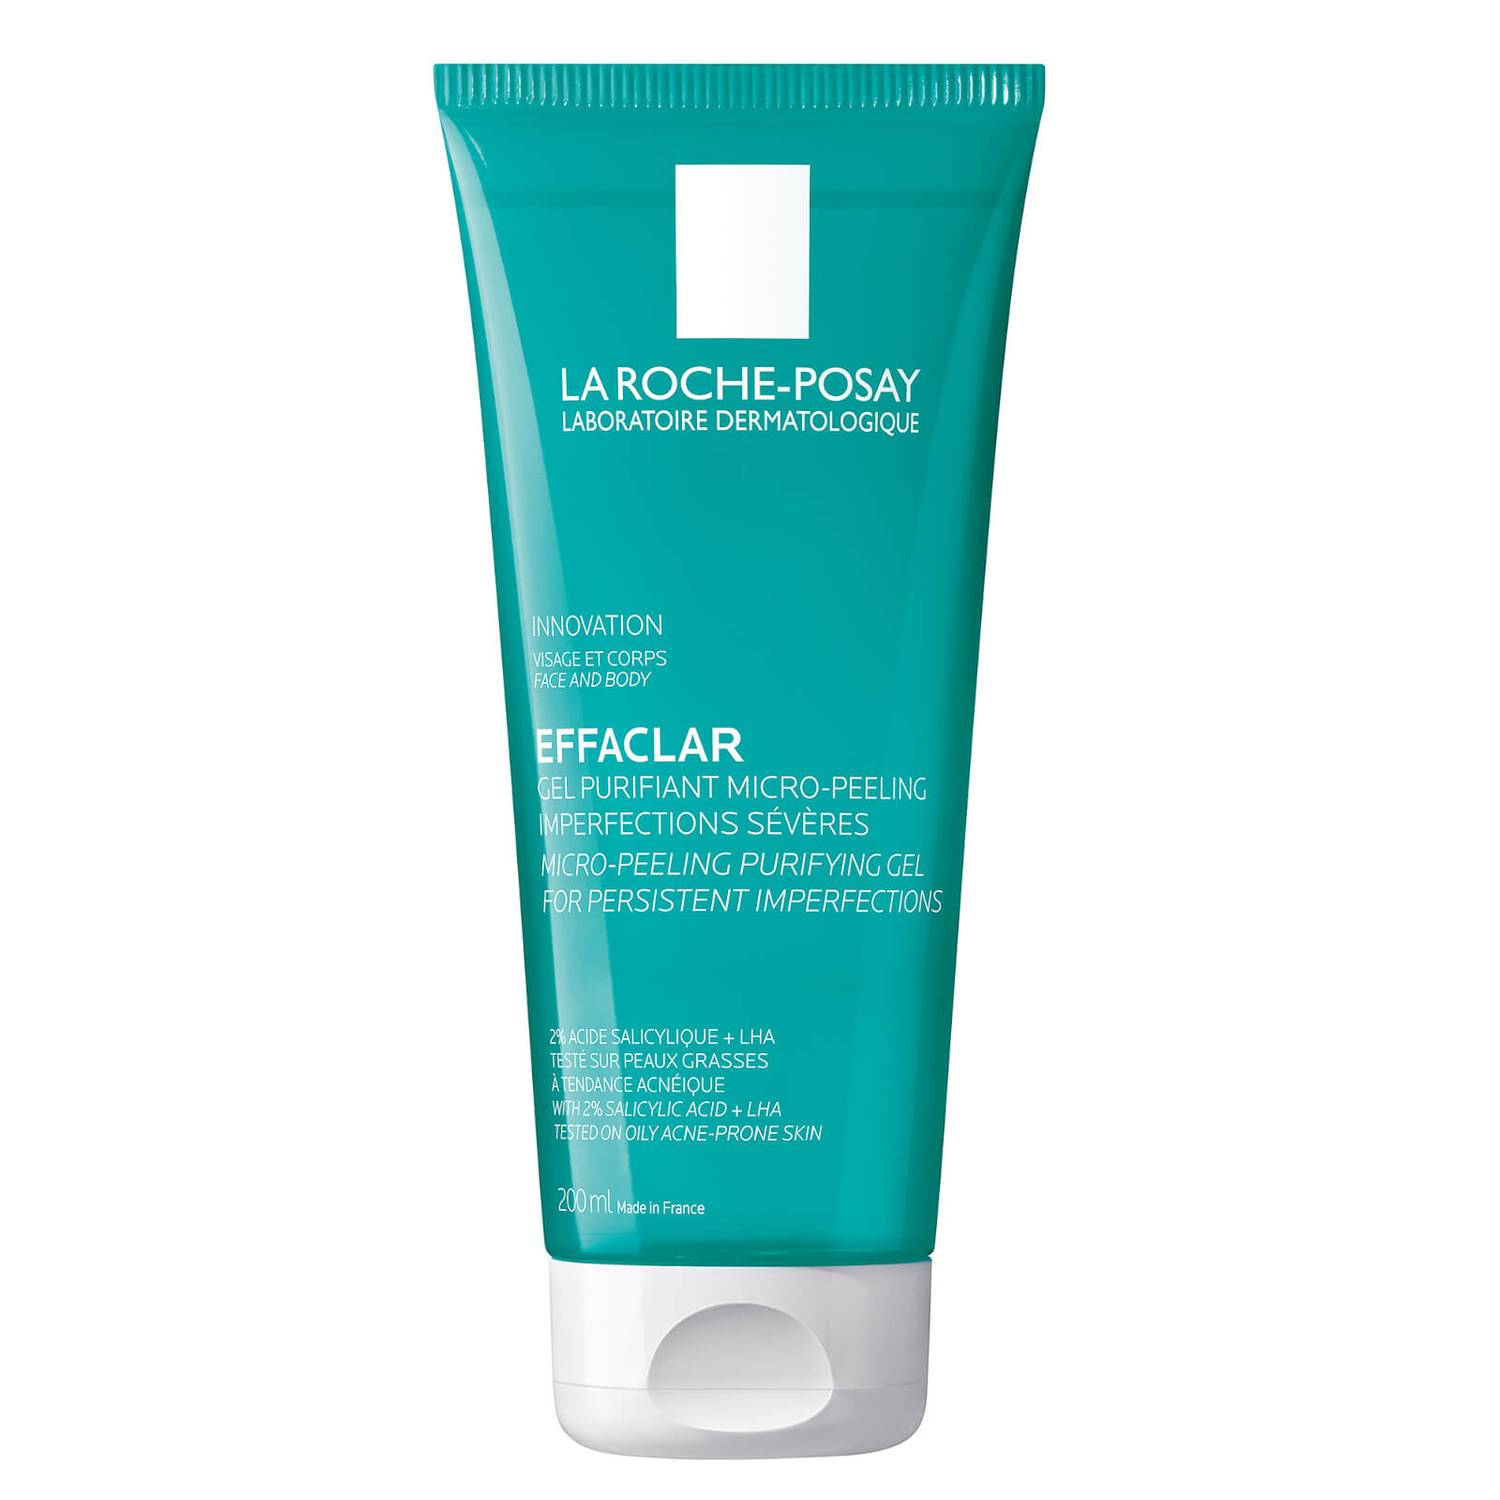 LA ROCHE-POSAY
LABORATOIRE DERMATOLOGIQUE
INNOVATION
VISAGE ET CORPS
FACE AND BODY
EFFACLAR
GEL PURIFIANT MICRO-PEELING
IMPERFECTIONS SÉVÈRES
MICRO-PEELING PURIFYING GEL
FOR PERSISTENT IMPERFECTIONS
2% ACIDE SALICYLIQUE + LHA
TESTÉ SUR PEAUX GRASSES
À TENDANCE ACNÉIQUE
WITH 2% SALICYLIC ACID + LHA
TESTED ON OILY ACNE-PRONE SKIN
200 ml Made in France